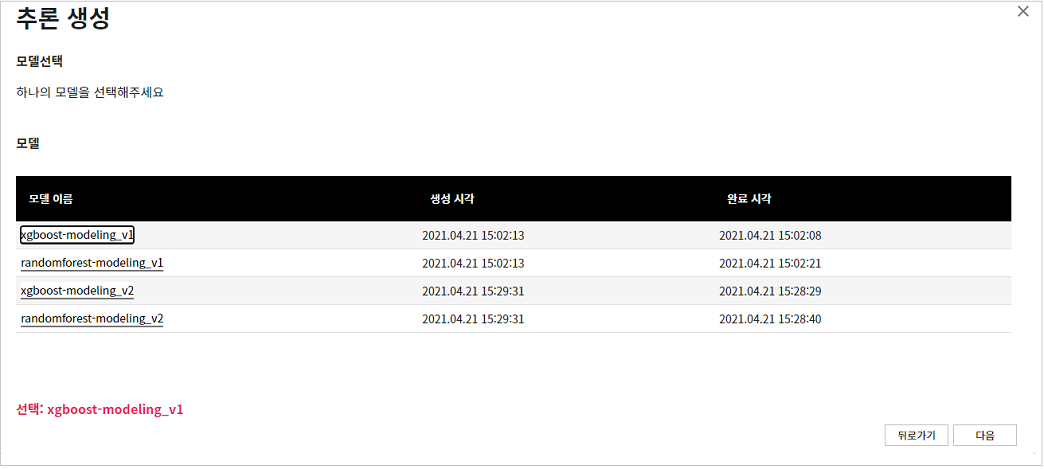 추론 생성
모델선택
하나의 모델을 선택해주세요
모델
모델 이름 생성 시각 완료 시각
xgboost-modeling_v1 2021.04.21 15:02:13 2021.04.21 15:02:08
randomforest-modeling_v1 2021.04.21 15:02:13 2021.04.21 15:02:21
xgboost-modeling_v2 2021.04.21 15:29:31 2021.04.21 15:28:29
randomforest-modeling_v2 2021.04.21 15:29:31 2021.04.21 15:28:40
선택: xgboost-modeling_v1
뒤로가기 다음